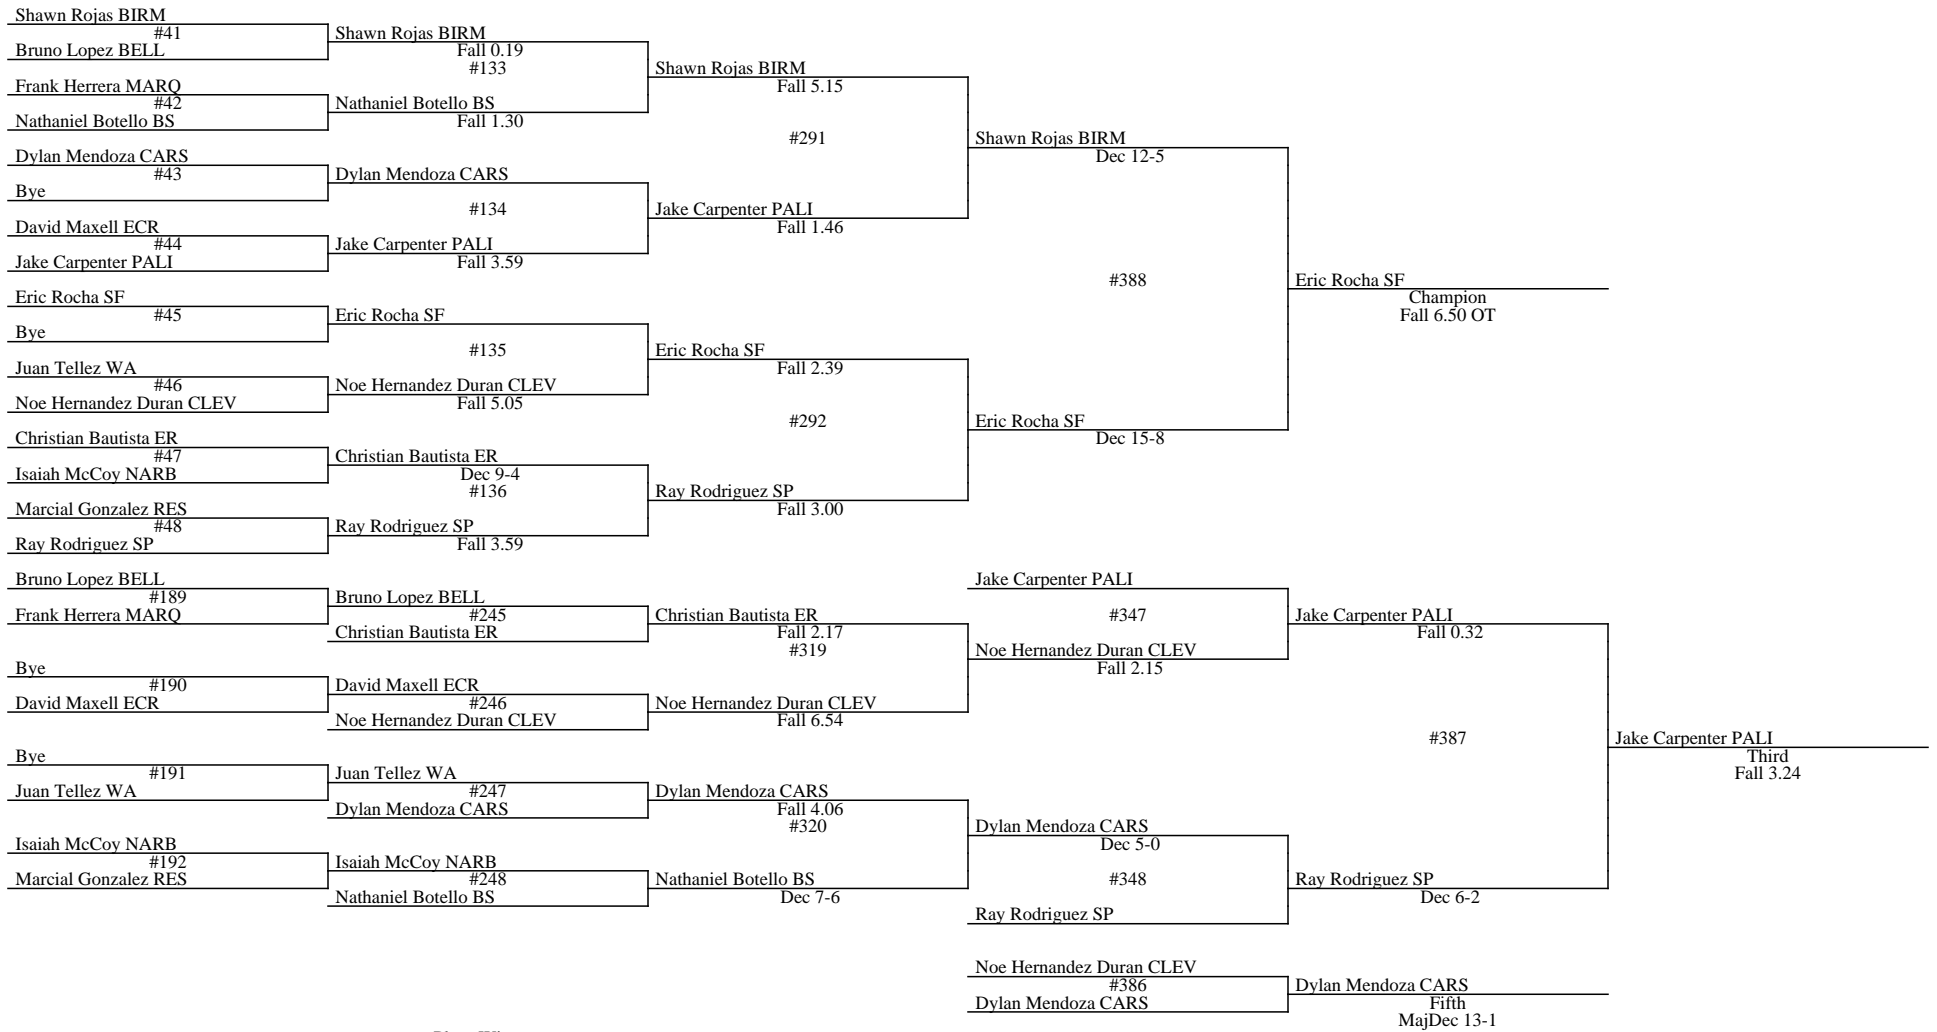 Shawn Rojas BIRM
#41
Bruno Lopez BELL
Frank Herrera MARQ
#42
Nathaniel Botello BS
Dylan Mendoza CARS
#43
Bye
David Maxell ECR
#44
Jake Carpenter PALI
Eric Rocha SF
#45
Bye
Juan Tellez WA
#46
Noe Hernandez Duran CLEV
Christian Bautista ER
#47
Isaiah McCoy NARB
Marcial Gonzalez RES
#48
Ray Rodriguez SP
Shawn Rojas BIRM
Fall 0.19
#133
Nathaniel Botello BS
Fall 1.30
Dylan Mendoza CARS
#134
Jake Carpenter PALI
Fall 3.59
Eric Rocha SF
#135
Noe Hernandez Duran CLEV
Fall 5.05
Christian Bautista ER
Dec 9-4
#136
Ray Rodriguez SP
Fall 3.59
Shawn Rojas BIRM
Fall 5.15
#291
Jake Carpenter PALI
Fall 1.46
Eric Rocha SF
Fall 2.39
#292
Ray Rodriguez SP
Fall 3.00
Shawn Rojas BIRM
Dec 12-5
#388
Eric Rocha SF
Dec 15-8
Eric Rocha SF
Champion
Fall 6.50 OT
Bruno Lopez BELL
#189
Frank Herrera MARQ
Bye
#190
David Maxell ECR
Bye
#191
Juan Tellez WA
Isaiah McCoy NARB
#192
Marcial Gonzalez RES
Bruno Lopez BELL
#245
Christian Bautista ER
David Maxell ECR
#246
Noe Hernandez Duran CLEV
Juan Tellez WA
#247
Dylan Mendoza CARS
Isaiah McCoy NARB
#248
Nathaniel Botello BS
Christian Bautista ER
Fall 2.17
#319
Noe Hernandez Duran CLEV
Fall 6.54
Dylan Mendoza CARS
Fall 4.06
#320
Nathaniel Botello BS
Dec 7-6
Jake Carpenter PALI
#347
Noe Hernandez Duran CLEV
Fall 2.15
Dylan Mendoza CARS
Dec 5-0
#348
Ray Rodriguez SP
Jake Carpenter PALI
Fall 0.32
#387
Ray Rodriguez SP
Dec 6-2
Jake Carpenter PALI
Third
Fall 3.24
Noe Hernandez Duran CLEV
#386
Dylan Mendoza CARS
Dylan Mendoza CARS
Fifth
MajDec 13-1